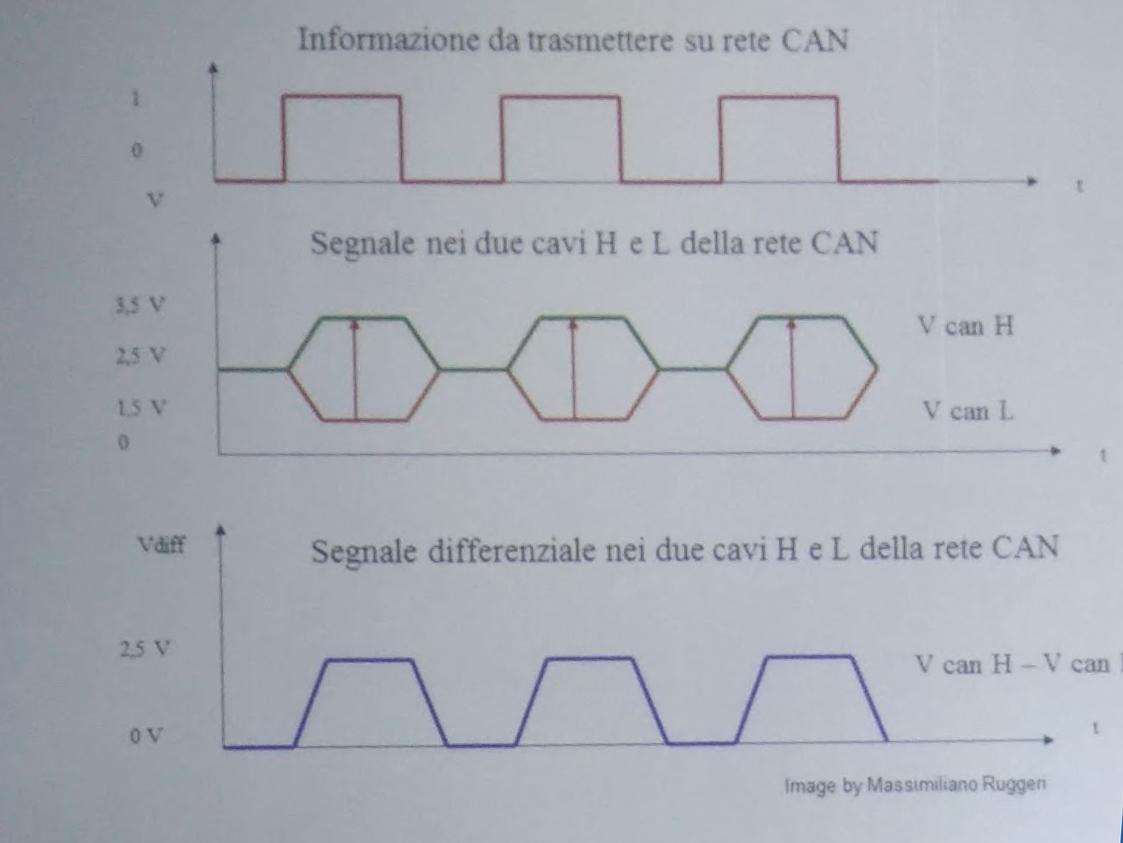 Informazione da trasmettere su rete CAN
1
0
V
t
Segnale nei due cavi H e L della rete CAN
3,5 V
V can H
2,5 V
1,5 V
V can L
0
t
Vdiff
Segnale differenziale nei due cavi H e L della rete CAN
2,5 V
V can H – V can
0 V
t
Image by Massimiliano Ruggeri